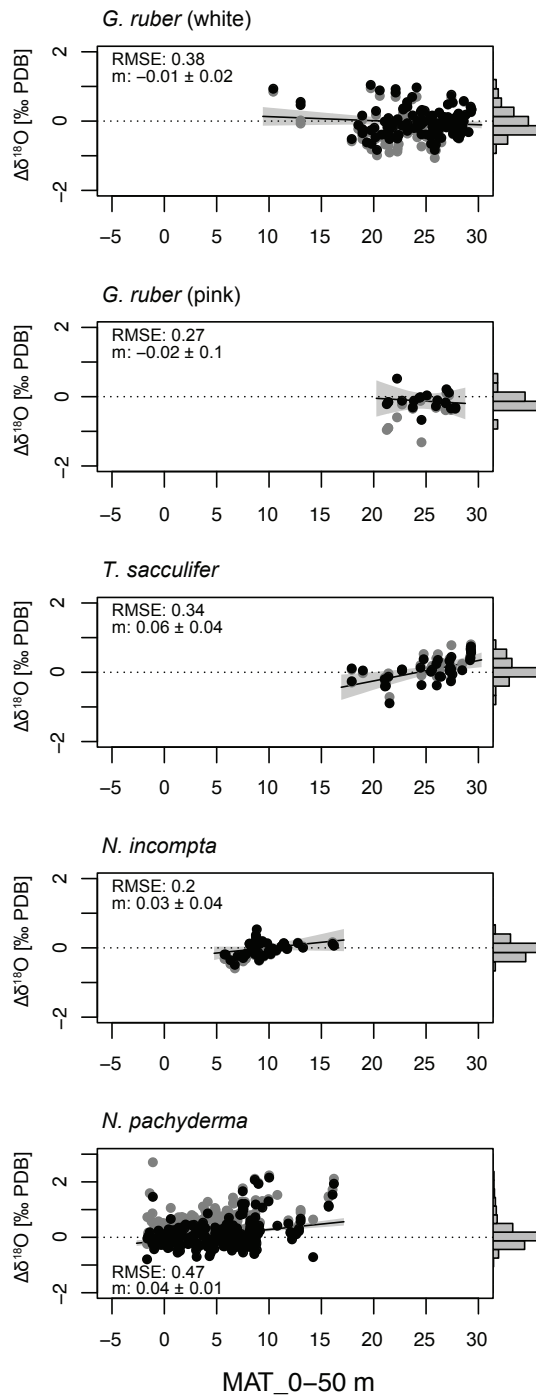 G. ruber (white)
RMSE: 0.38
m: −0.01 ± 0.02
Δδ¹⁸O [‰ PDB]
2
0
−2
−5 0 5 10 15 20 25 30
G. ruber (pink)
RMSE: 0.27
m: −0.02 ± 0.1
Δδ¹⁸O [‰ PDB]
2
0
−2
−5 0 5 10 15 20 25 30
T. sacculifer
RMSE: 0.34
m: 0.06 ± 0.04
Δδ¹⁸O [‰ PDB]
2
0
−2
−5 0 5 10 15 20 25 30
N. incompta
RMSE: 0.2
m: 0.03 ± 0.04
Δδ¹⁸O [‰ PDB]
2
0
−2
−5 0 5 10 15 20 25 30
N. pachyderma
Δδ¹⁸O [‰ PDB]
2
0
−2
RMSE: 0.47
m: 0.04 ± 0.01
−5 0 5 10 15 20 25 30
MAT_0−50 m